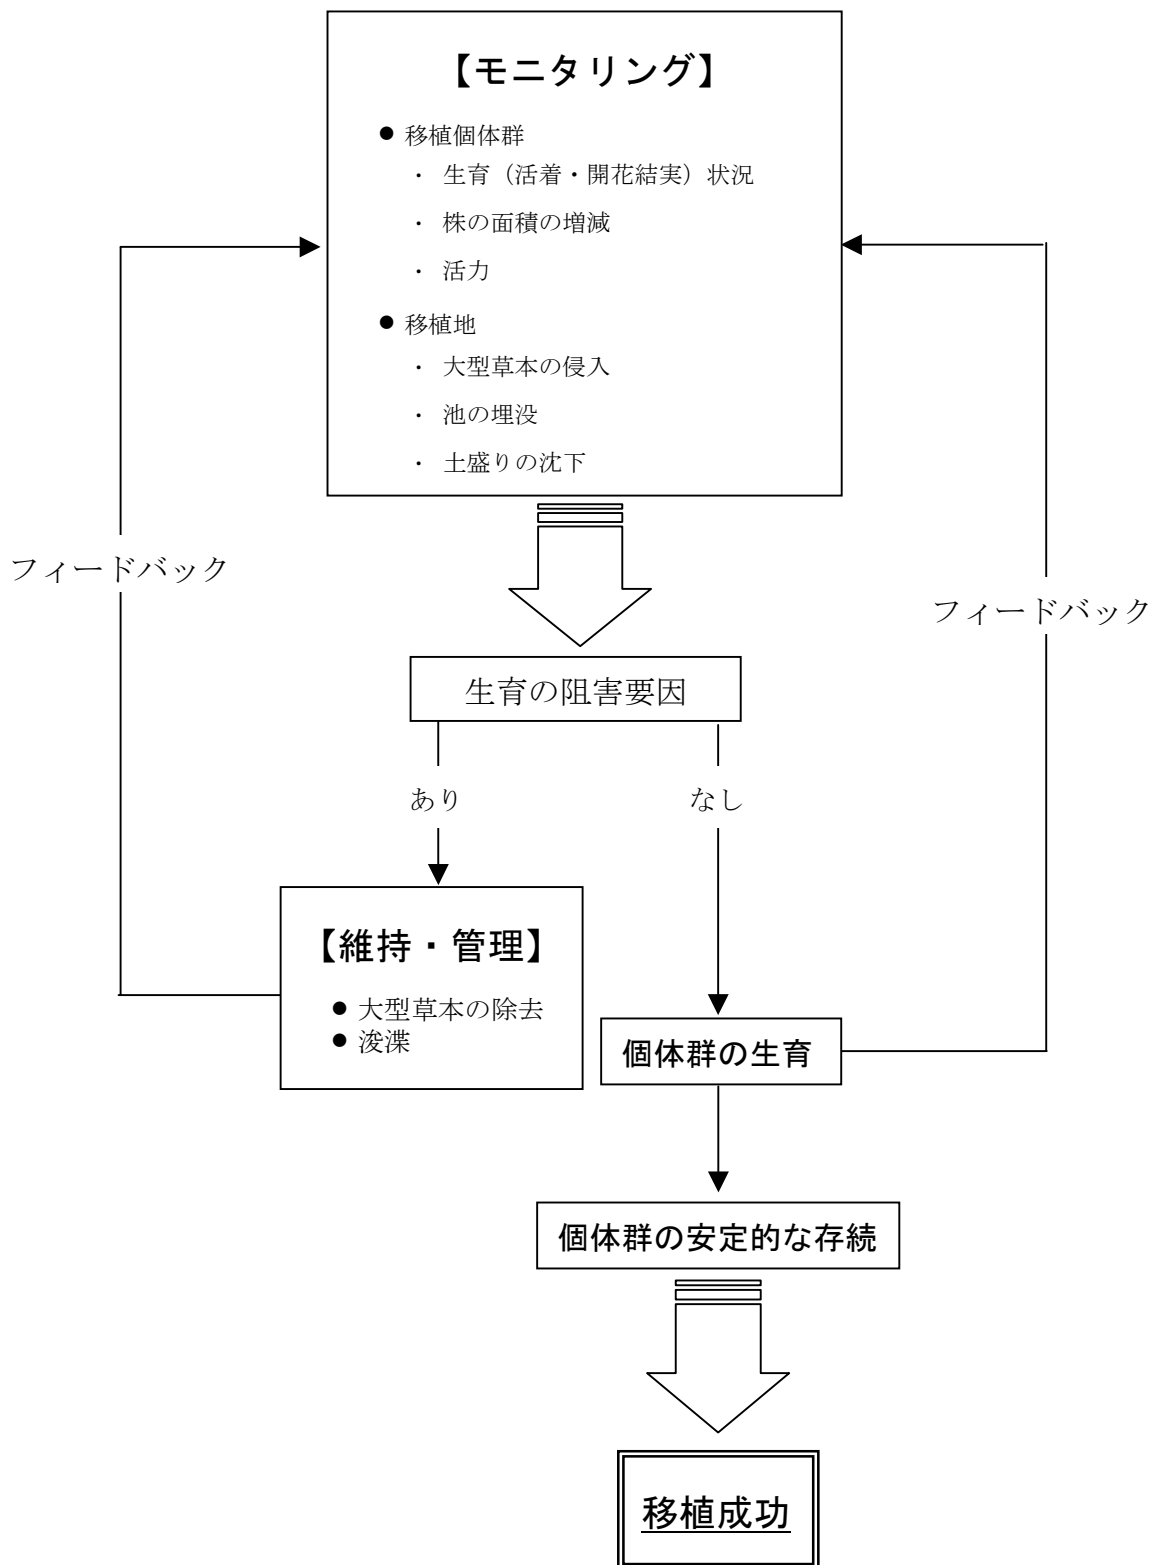 【モニタリング】
● 移植個体群
・ 生育（活着・開花結実）状況
・ 株の面積の増減
・ 活力
● 移植地
・ 大型草本の侵入
・ 池の埋没
・ 土盛りの沈下
フィードバック
フィードバック
生育の阻害要因
あり
なし
【維持・管理】
● 大型草本の除去
● 浚渫
個体群の生育
個体群の安定的な存続
移植成功